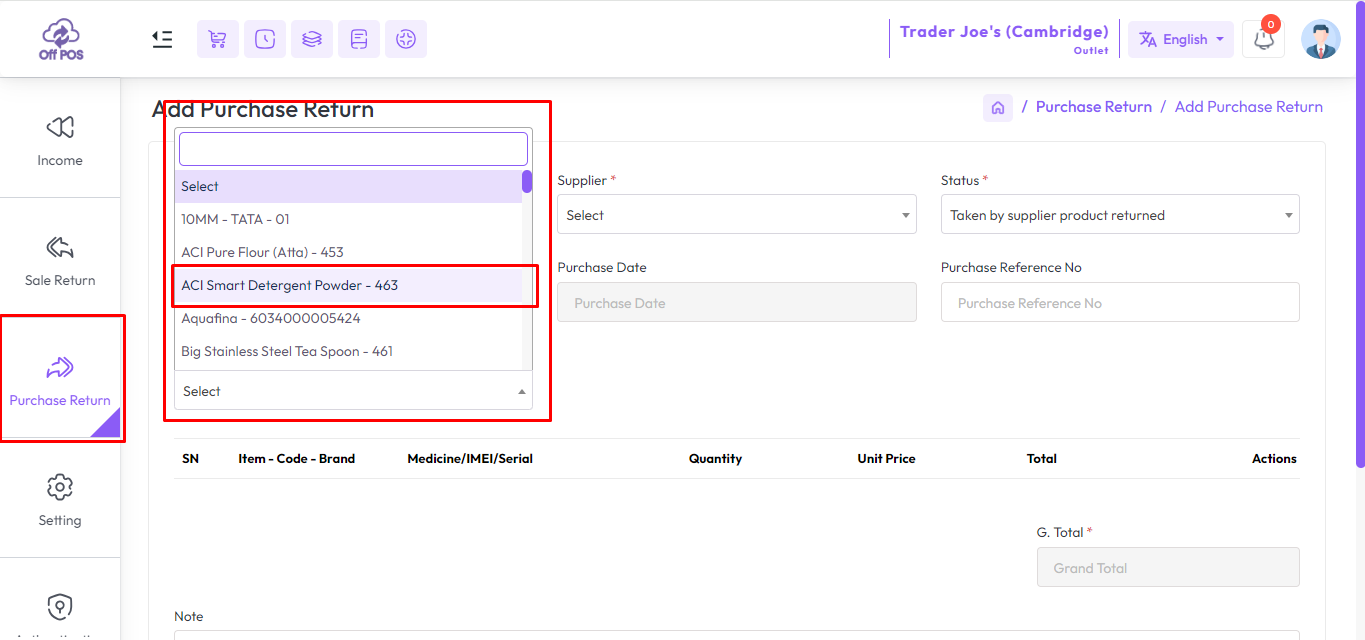 Off POS
Trader Joe's (Cambridge)
Outlet
English
0
Income
Sale Return
Purchase Return
Setting
Add Purchase Return
/ Purchase Return / Add Purchase Return
Select
10MM - TATA - 01
ACI Pure Flour (Atta) - 453
ACI Smart Detergent Powder - 463
Aquafina - 6034000005424
Big Stainless Steel Tea Spoon - 461
Select
Supplier *
Select
Status *
Taken by supplier product returned
Purchase Date
Purchase Date
Purchase Reference No
Purchase Reference No
SN Item - Code - Brand Medicine/IMEI/Serial Quantity Unit Price Total Actions
G. Total *
Grand Total
Note